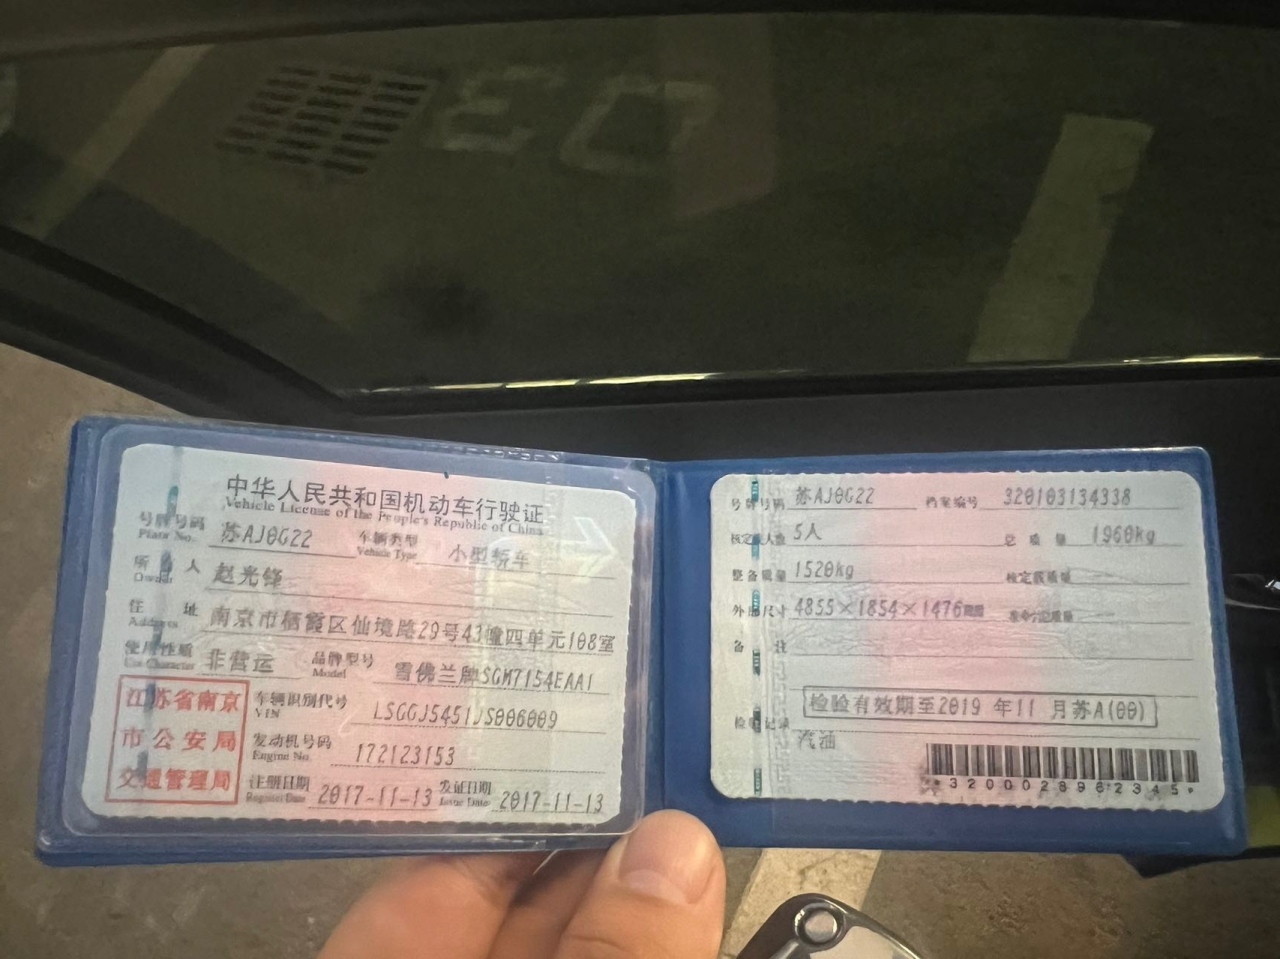 中华人民共和国机动车行驶证
Vehicle License of the People's Republic of China
号牌号码 苏AJ0G22 车辆类型 小型轿车
Plate No. Vehicle Type
所有人 赵光锋
Owner
住址 南京市栖霞区仙境路29号43幢四单元108室
Address
使用性质 非营运 品牌型号 雪佛兰牌SGM7154EAA1
Use Character Model
江苏省南京
市公安局
交通管理局
车辆识别代号 LSGGJ5451JS006009
VIN
发动机号码 172123153
Engine No.
注册日期 2017-11-13 发证日期 2017-11-13
Register Date Issue Date
号牌号码 苏AJ0G22 档案编号 320103134338
核定载人数 5人 总质量 1960kg
整备质量 1520kg 核定载质量
外廓尺寸 4855×1854×1476
备注
检验记录 检验有效期至2019年11月苏A(00)
汽油